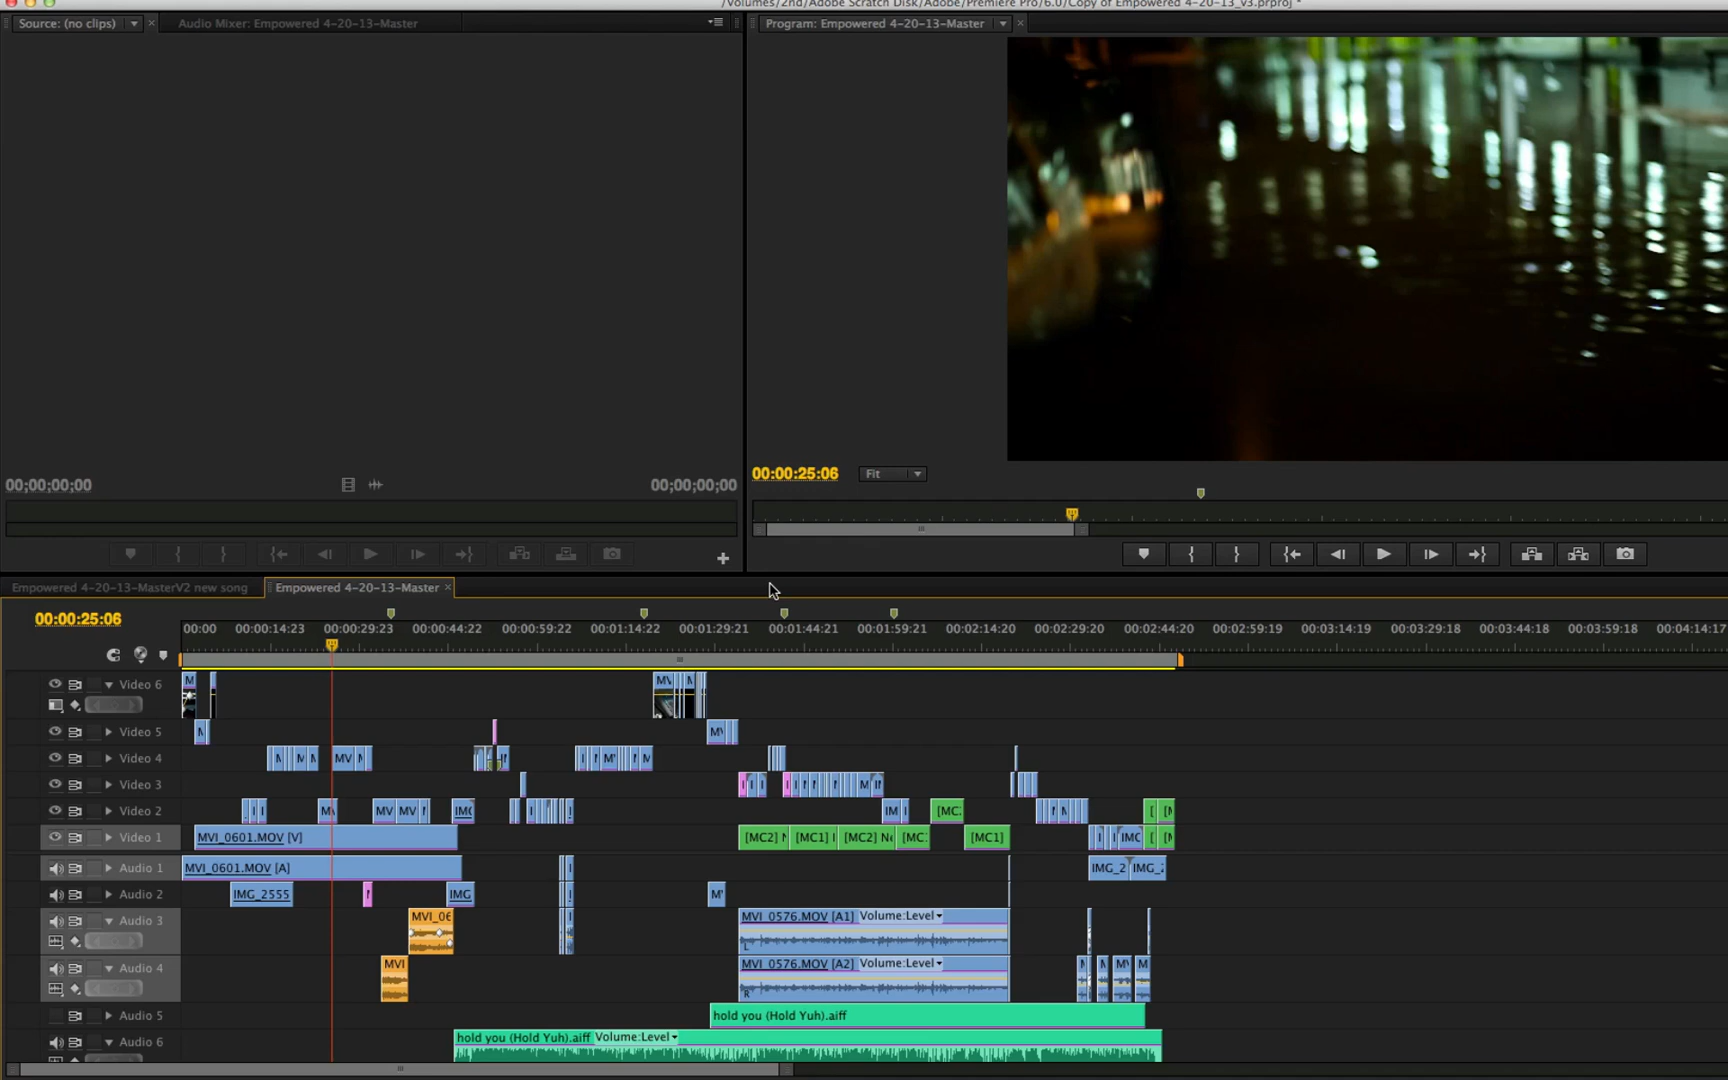 /Volumes/2nd/Adobe Scratch Disk/Adobe/Premiere Pro/6.0/Copy of Empowered 4-20-13_v3.prproj *
Source: (no clips)
Audio Mixer: Empowered 4-20-13-Master
Program: Empowered 4-20-13-Master
00:00:25:06
Fit
00;00;00;00
00;00;00;00
Empowered 4-20-13-MasterV2 new song
Empowered 4-20-13-Master
00:00:25:06
00:00 00:00:14:23 00:00:29:23 00:00:44:22 00:00:59:22 00:01:14:22 00:01:29:21 00:01:44:21 00:01:59:21 00:02:14:20 00:02:29:20 00:02:44:20 00:02:59:19 00:03:14:19 00:03:29:18 00:03:44:18 00:03:59:18 00:04:14:17
Video 6
Video 5
Video 4 MV
Video 3
Video 2 MV MV IMG IM [MC:
Video 1 MVI_0601.MOV [V] [MC2] [MC1] [MC2] Ne [MC: [MC1] IMG
Audio 1 MVI_0601.MOV [A] IMG_2 IMG_2
Audio 2 IMG_2555 IMG
Audio 3 MVI_06 MVI_0576.MOV [A1] Volume:Level
L
Audio 4 MVI MVI_0576.MOV [A2] Volume:Level
R
Audio 5 hold you (Hold Yuh).aiff
Audio 6 hold you (Hold Yuh).aiff Volume:Level